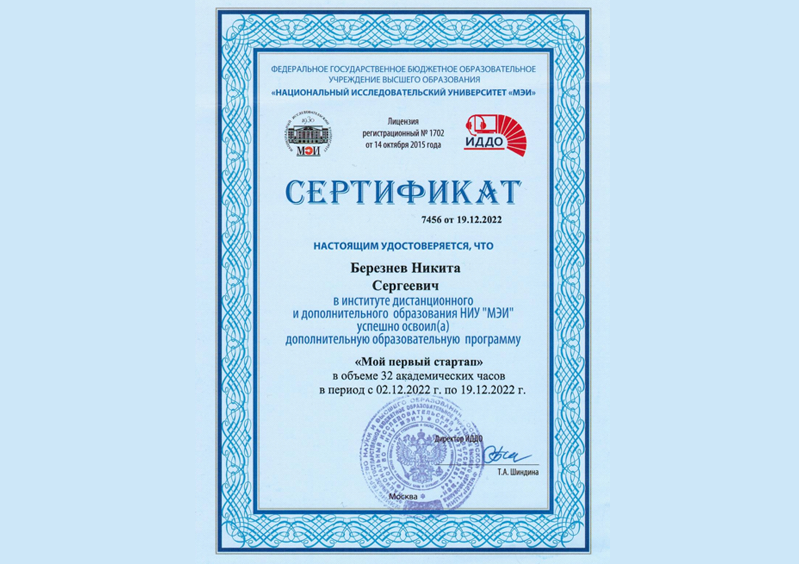 ФЕДЕРАЛЬНОЕ ГОСУДАРСТВЕННОЕ БЮДЖЕТНОЕ ОБРАЗОВАТЕЛЬНОЕ
УЧРЕЖДЕНИЕ ВЫСШЕГО ОБРАЗОВАНИЯ
«НАЦИОНАЛЬНЫЙ ИССЛЕДОВАТЕЛЬСКИЙ УНИВЕРСИТЕТ «МЭИ»
1930
МЭИ
Лицензия
регистрационный № 1702
от 14 октября 2015 года
ИДДО
СЕРТИФИКАТ
7456 от 19.12.2022
НАСТОЯЩИМ УДОСТОВЕРЯЕТСЯ, ЧТО
Березнев Никита
Сергеевич
в институте дистанционного
и дополнительного образования НИУ "МЭИ"
успешно освоил(а)
дополнительную образовательную программу
«Мой первый стартап»
в объеме 32 академических часов
в период с 02.12.2022 г. по 19.12.2022 г.
Директор ИДДО
Т.А. Шиндина
Москва